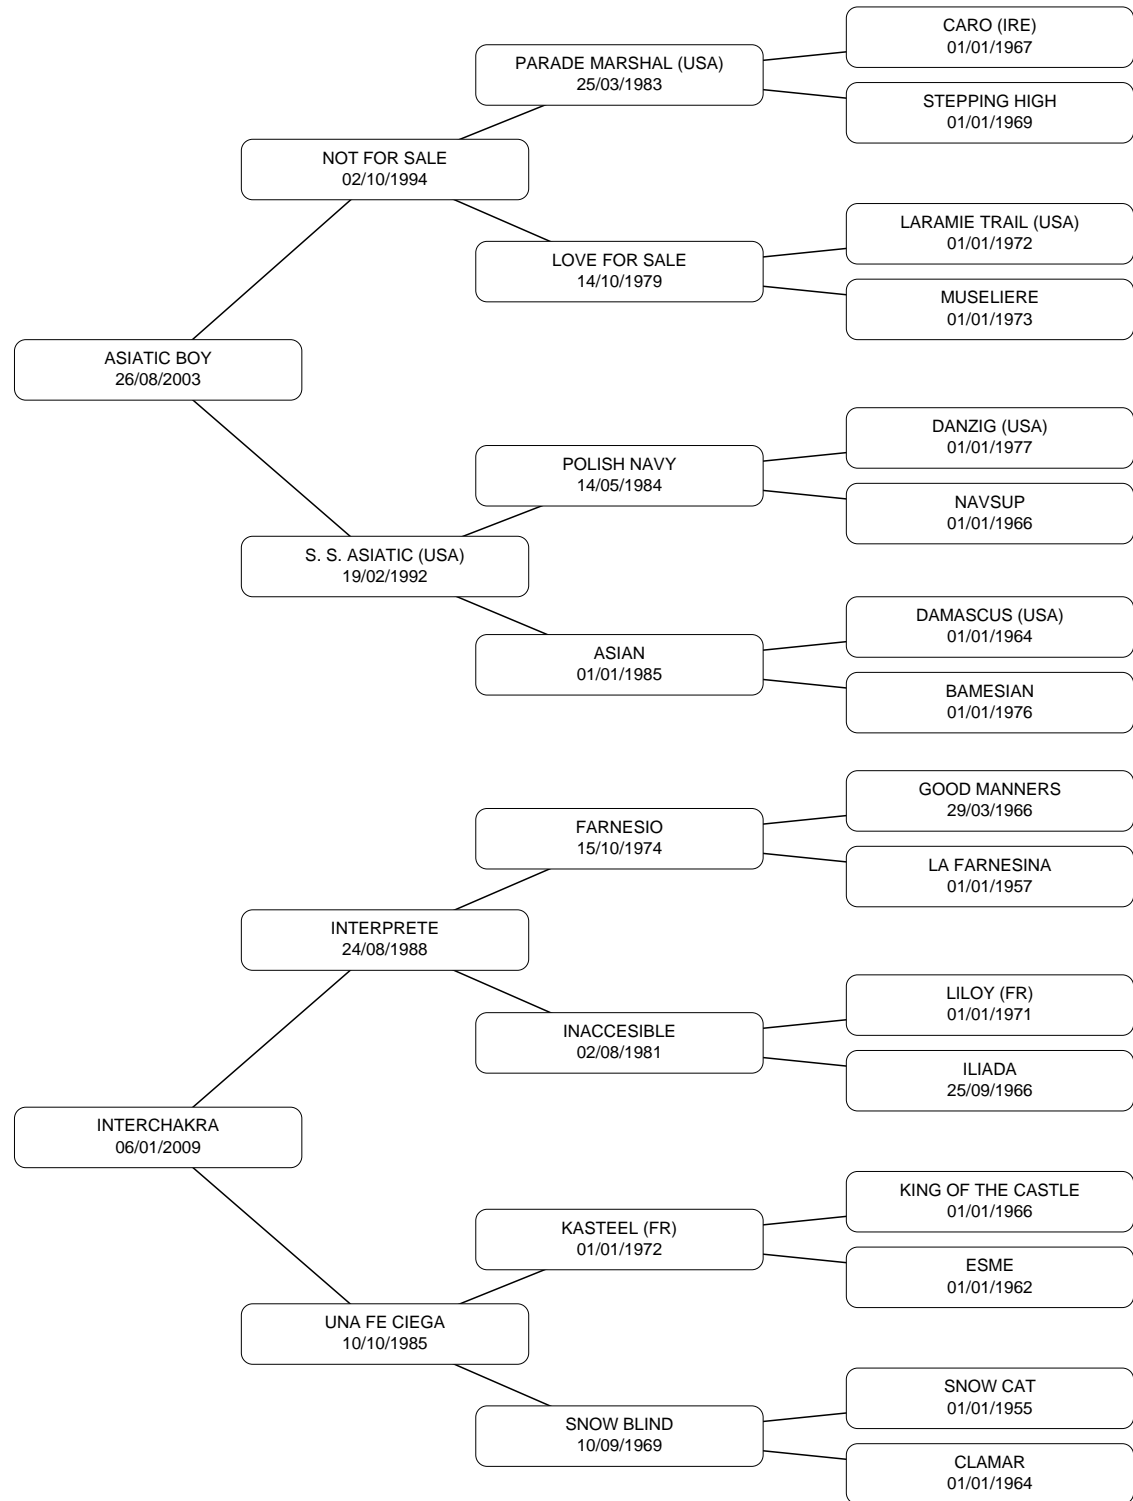 CARO (IRE)
01/01/1967
PARADE MARSHAL (USA)
25/03/1983
STEPPING HIGH
01/01/1969
NOT FOR SALE
02/10/1994
LARAMIE TRAIL (USA)
01/01/1972
LOVE FOR SALE
14/10/1979
MUSELIERE
01/01/1973
ASIATIC BOY
26/08/2003
DANZIG (USA)
01/01/1977
POLISH NAVY
14/05/1984
NAVSUP
01/01/1966
S. S. ASIATIC (USA)
19/02/1992
DAMASCUS (USA)
01/01/1964
ASIAN
01/01/1985
BAMESIAN
01/01/1976
GOOD MANNERS
29/03/1966
FARNESIO
15/10/1974
LA FARNESINA
01/01/1957
INTERPRETE
24/08/1988
LILOY (FR)
01/01/1971
INACCESIBLE
02/08/1981
ILIADA
25/09/1966
INTERCHAKRA
06/01/2009
KING OF THE CASTLE
01/01/1966
KASTEEL (FR)
01/01/1972
ESME
01/01/1962
UNA FE CIEGA
10/10/1985
SNOW CAT
01/01/1955
SNOW BLIND
10/09/1969
CLAMAR
01/01/1964